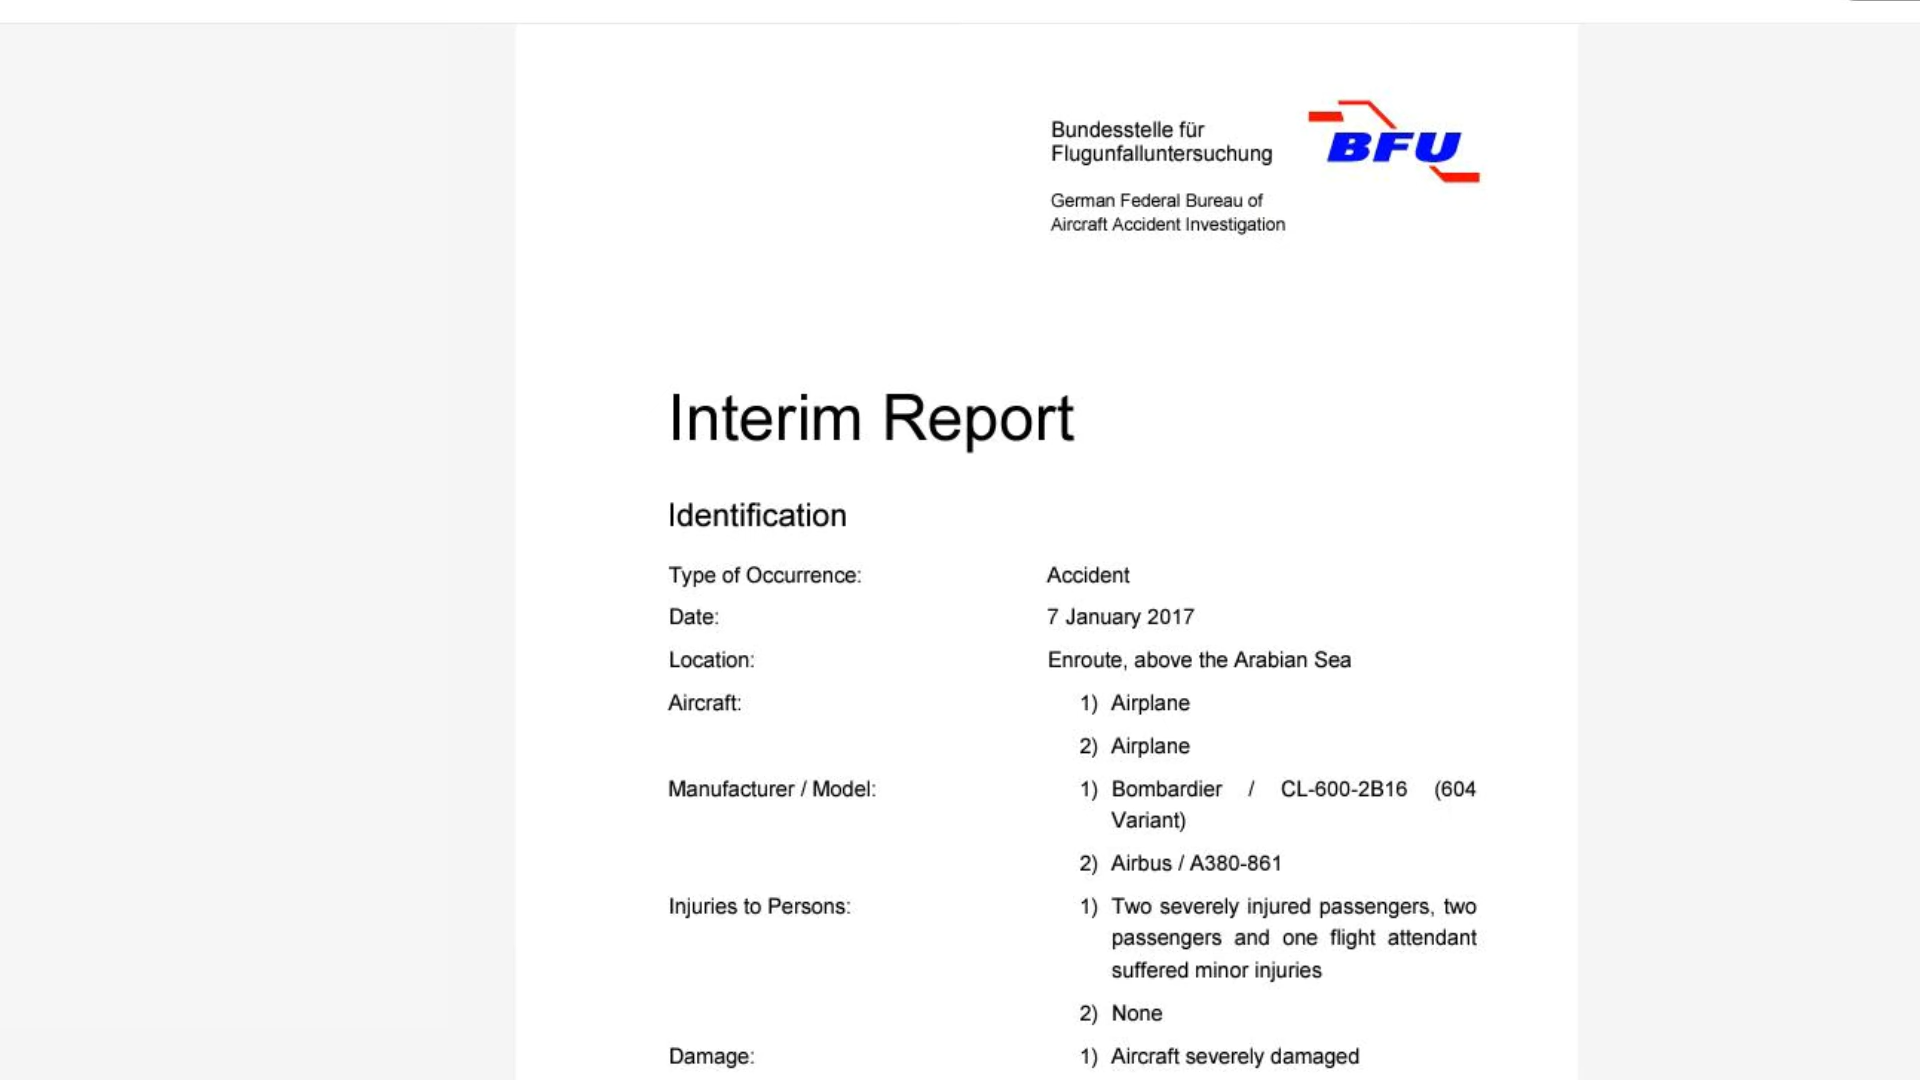 Bundesstelle für
Flugunfalluntersuchung
BFU
German Federal Bureau of
Aircraft Accident Investigation
Interim Report
Identification
Type of Occurrence: Accident
Date: 7 January 2017
Location: Enroute, above the Arabian Sea
Aircraft: 1) Airplane
2) Airplane
Manufacturer / Model: 1) Bombardier / CL-600-2B16 (604
Variant)
2) Airbus / A380-861
Injuries to Persons: 1) Two severely injured passengers, two
passengers and one flight attendant
suffered minor injuries
2) None
Damage: 1) Aircraft severely damaged